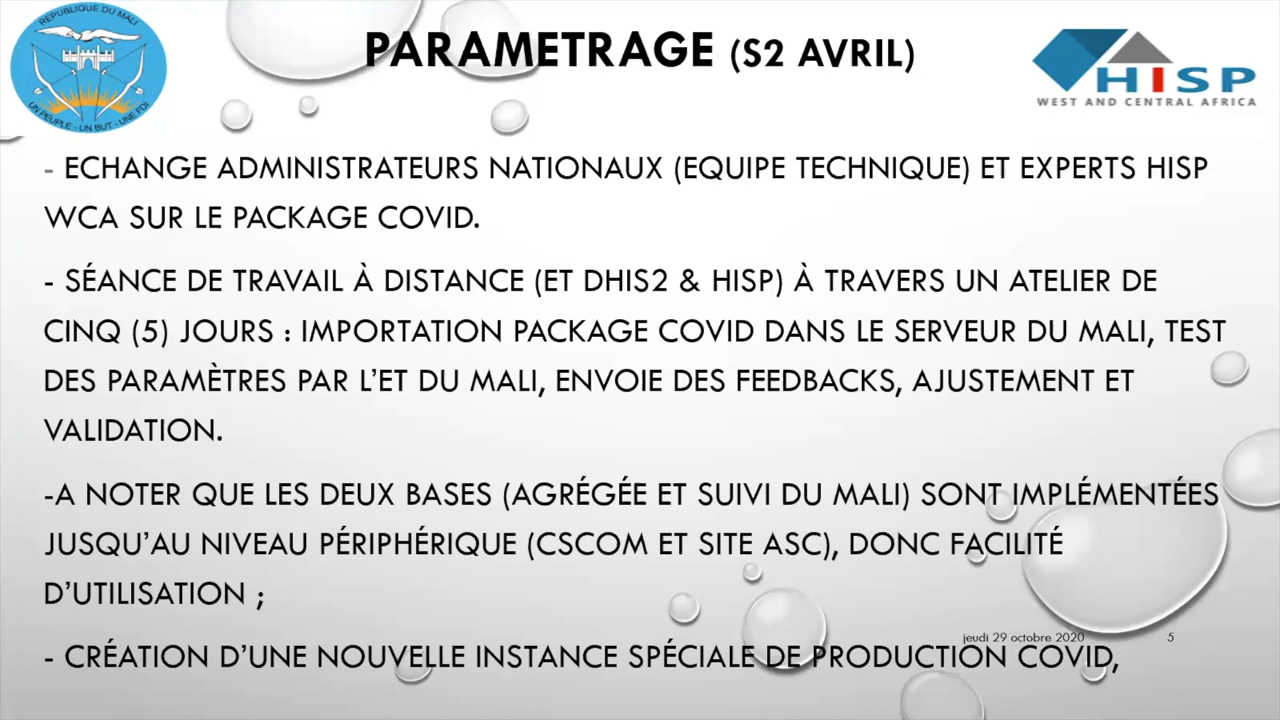 REPUBLIQUE DU MALI
UN PEUPLE - UN BUT - UNE FOI
PARAMETRAGE (S2 AVRIL)
HISP
WEST AND CENTRAL AFRICA
- ECHANGE ADMINISTRATEURS NATIONAUX (EQUIPE TECHNIQUE) ET EXPERTS HISP
WCA SUR LE PACKAGE COVID.
- SÉANCE DE TRAVAIL À DISTANCE (ET DHIS2 & HISP) À TRAVERS UN ATELIER DE
CINQ (5) JOURS : IMPORTATION PACKAGE COVID DANS LE SERVEUR DU MALI, TEST
DES PARAMÈTRES PAR L’ET DU MALI, ENVOIE DES FEEDBACKS, AJUSTEMENT ET
VALIDATION.
-A NOTER QUE LES DEUX BASES (AGRÉGÉE ET SUIVI DU MALI) SONT IMPLÉMENTÉES
JUSQU’AU NIVEAU PÉRIPHÉRIQUE (CSCOM ET SITE ASC), DONC FACILITÉ
D’UTILISATION ;
jeudi 29 octobre 2020 5
- CRÉATION D’UNE NOUVELLE INSTANCE SPÉCIALE DE PRODUCTION COVID,